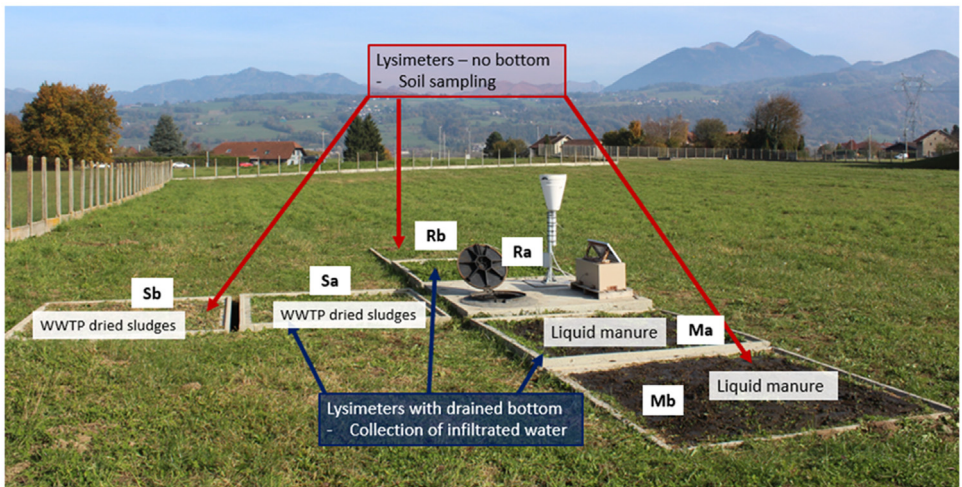 Lysimeters – no bottom
- Soil sampling
Rb
Ra
Sb
Sa
WWTP dried sludges
WWTP dried sludges
Liquid manure
Ma
Liquid manure
Mb
Lysimeters with drained bottom
- Collection of infiltrated water